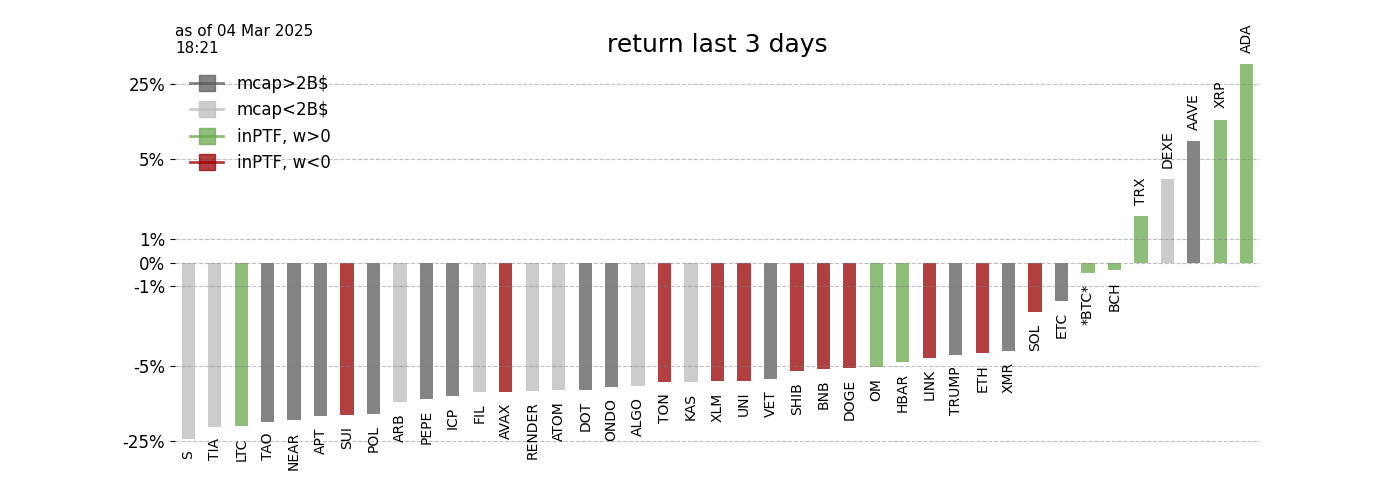 as of 04 Mar 2025
18:21
return last 3 days
mcap>2B$
mcap<2B$
inPTF, w>0
inPTF, w<0
25%
5%
1%
0%
-1%
-5%
-25%
S
TIA
LTC
TAO
NEAR
APT
SUI
POL
ARB
PEPE
ICP
FIL
AVAX
RENDER
ATOM
DOT
ONDO
ALGO
TON
KAS
XLM
UNI
VET
SHIB
BNB
DOGE
OM
HBAR
LINK
TRUMP
ETH
XMR
SOL
ETC
*BTC*
BCH
TRX
DEXE
AAVE
XRP
ADA